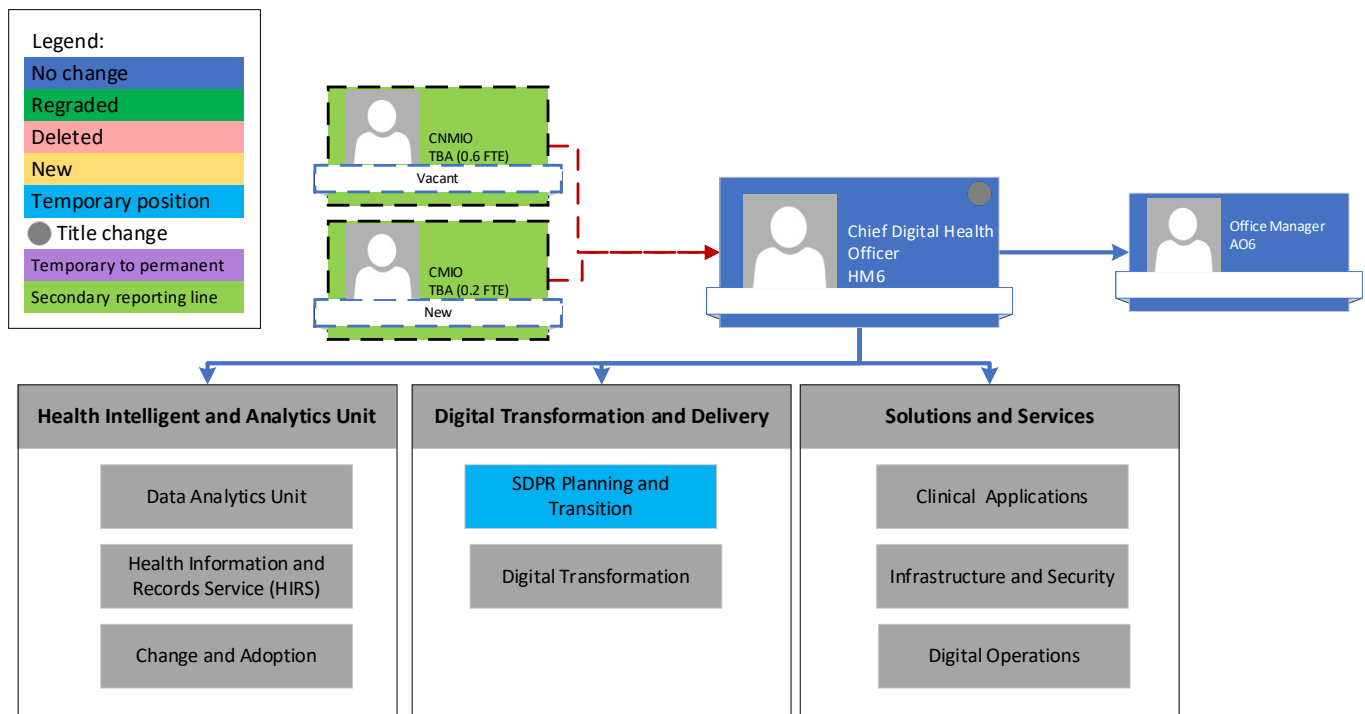 Legend:
No change
Regraded
Deleted
New
Temporary position
Title change
Temporary to permanent
Secondary reporting line
CNMIO
TBA (0.6 FTE)
Vacant
CMIO
TBA (0.2 FTE)
New
Chief Digital Health
Officer
HM6
Office Manager
AO6
Health Intelligent and Analytics Unit
Data Analytics Unit
Health Information and
Records Service (HIRS)
Change and Adoption
Digital Transformation and Delivery
SDPR Planning and
Transition
Digital Transformation
Solutions and Services
Clinical Applications
Infrastructure and Security
Digital Operations